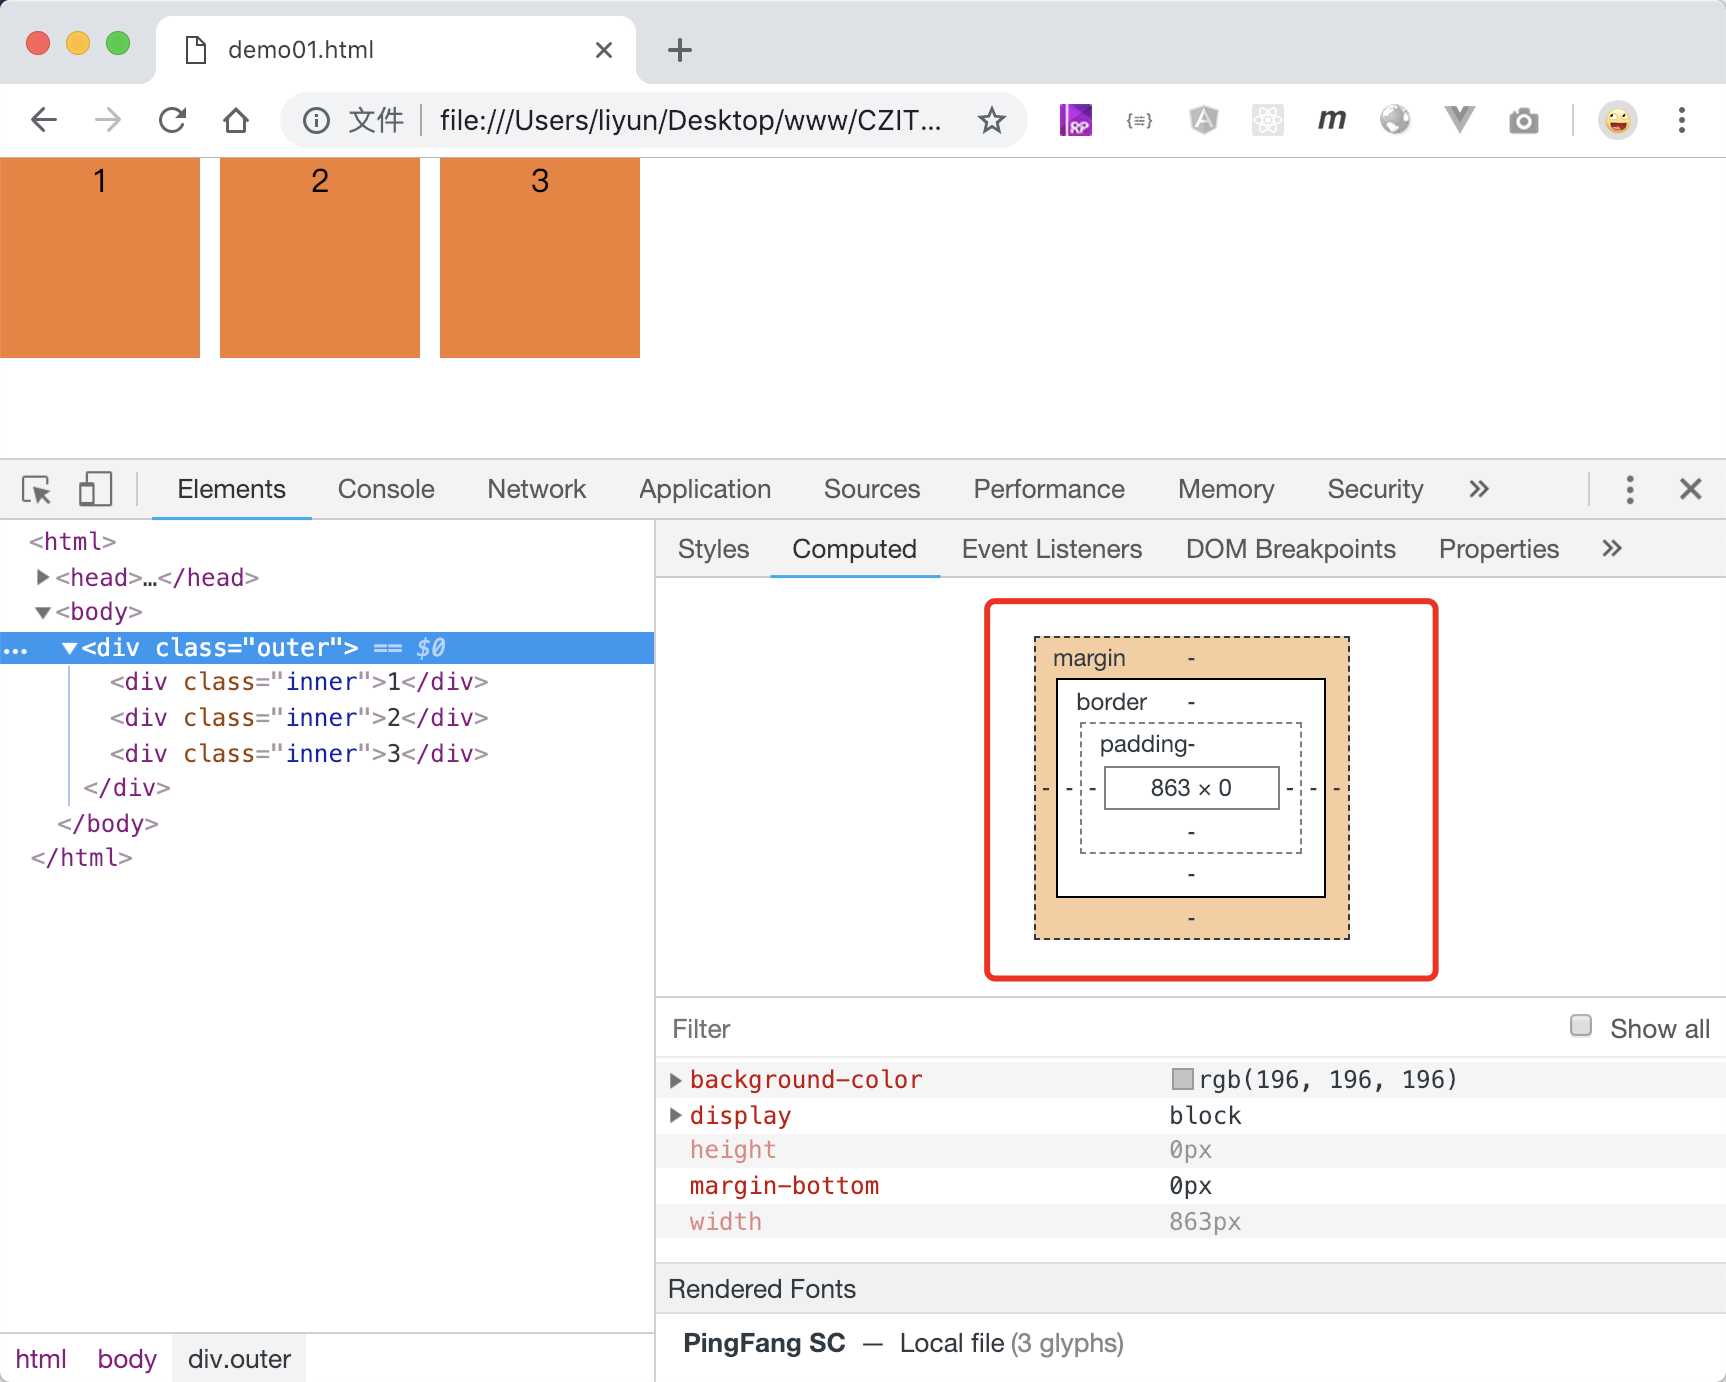 demo01.html
文件 file:///Users/liyun/Desktop/www/CZIT...
RP {=} A m
1 2 3
Elements Console Network Application Sources Performance Memory Security »
<html>
<head>…</head>
<body>
... <div class="outer"> == $0
<div class="inner">1</div>
<div class="inner">2</div>
<div class="inner">3</div>
</div>
</body>
</html>
html body div.outer
Styles Computed Event Listeners DOM Breakpoints Properties »
margin -
border -
padding-
- - - 863 × 0 - - -
-
-
-
Filter Show all
background-color rgb(196, 196, 196)
display block
height 0px
margin-bottom 0px
width 863px
Rendered Fonts
PingFang SC — Local file (3 glyphs)